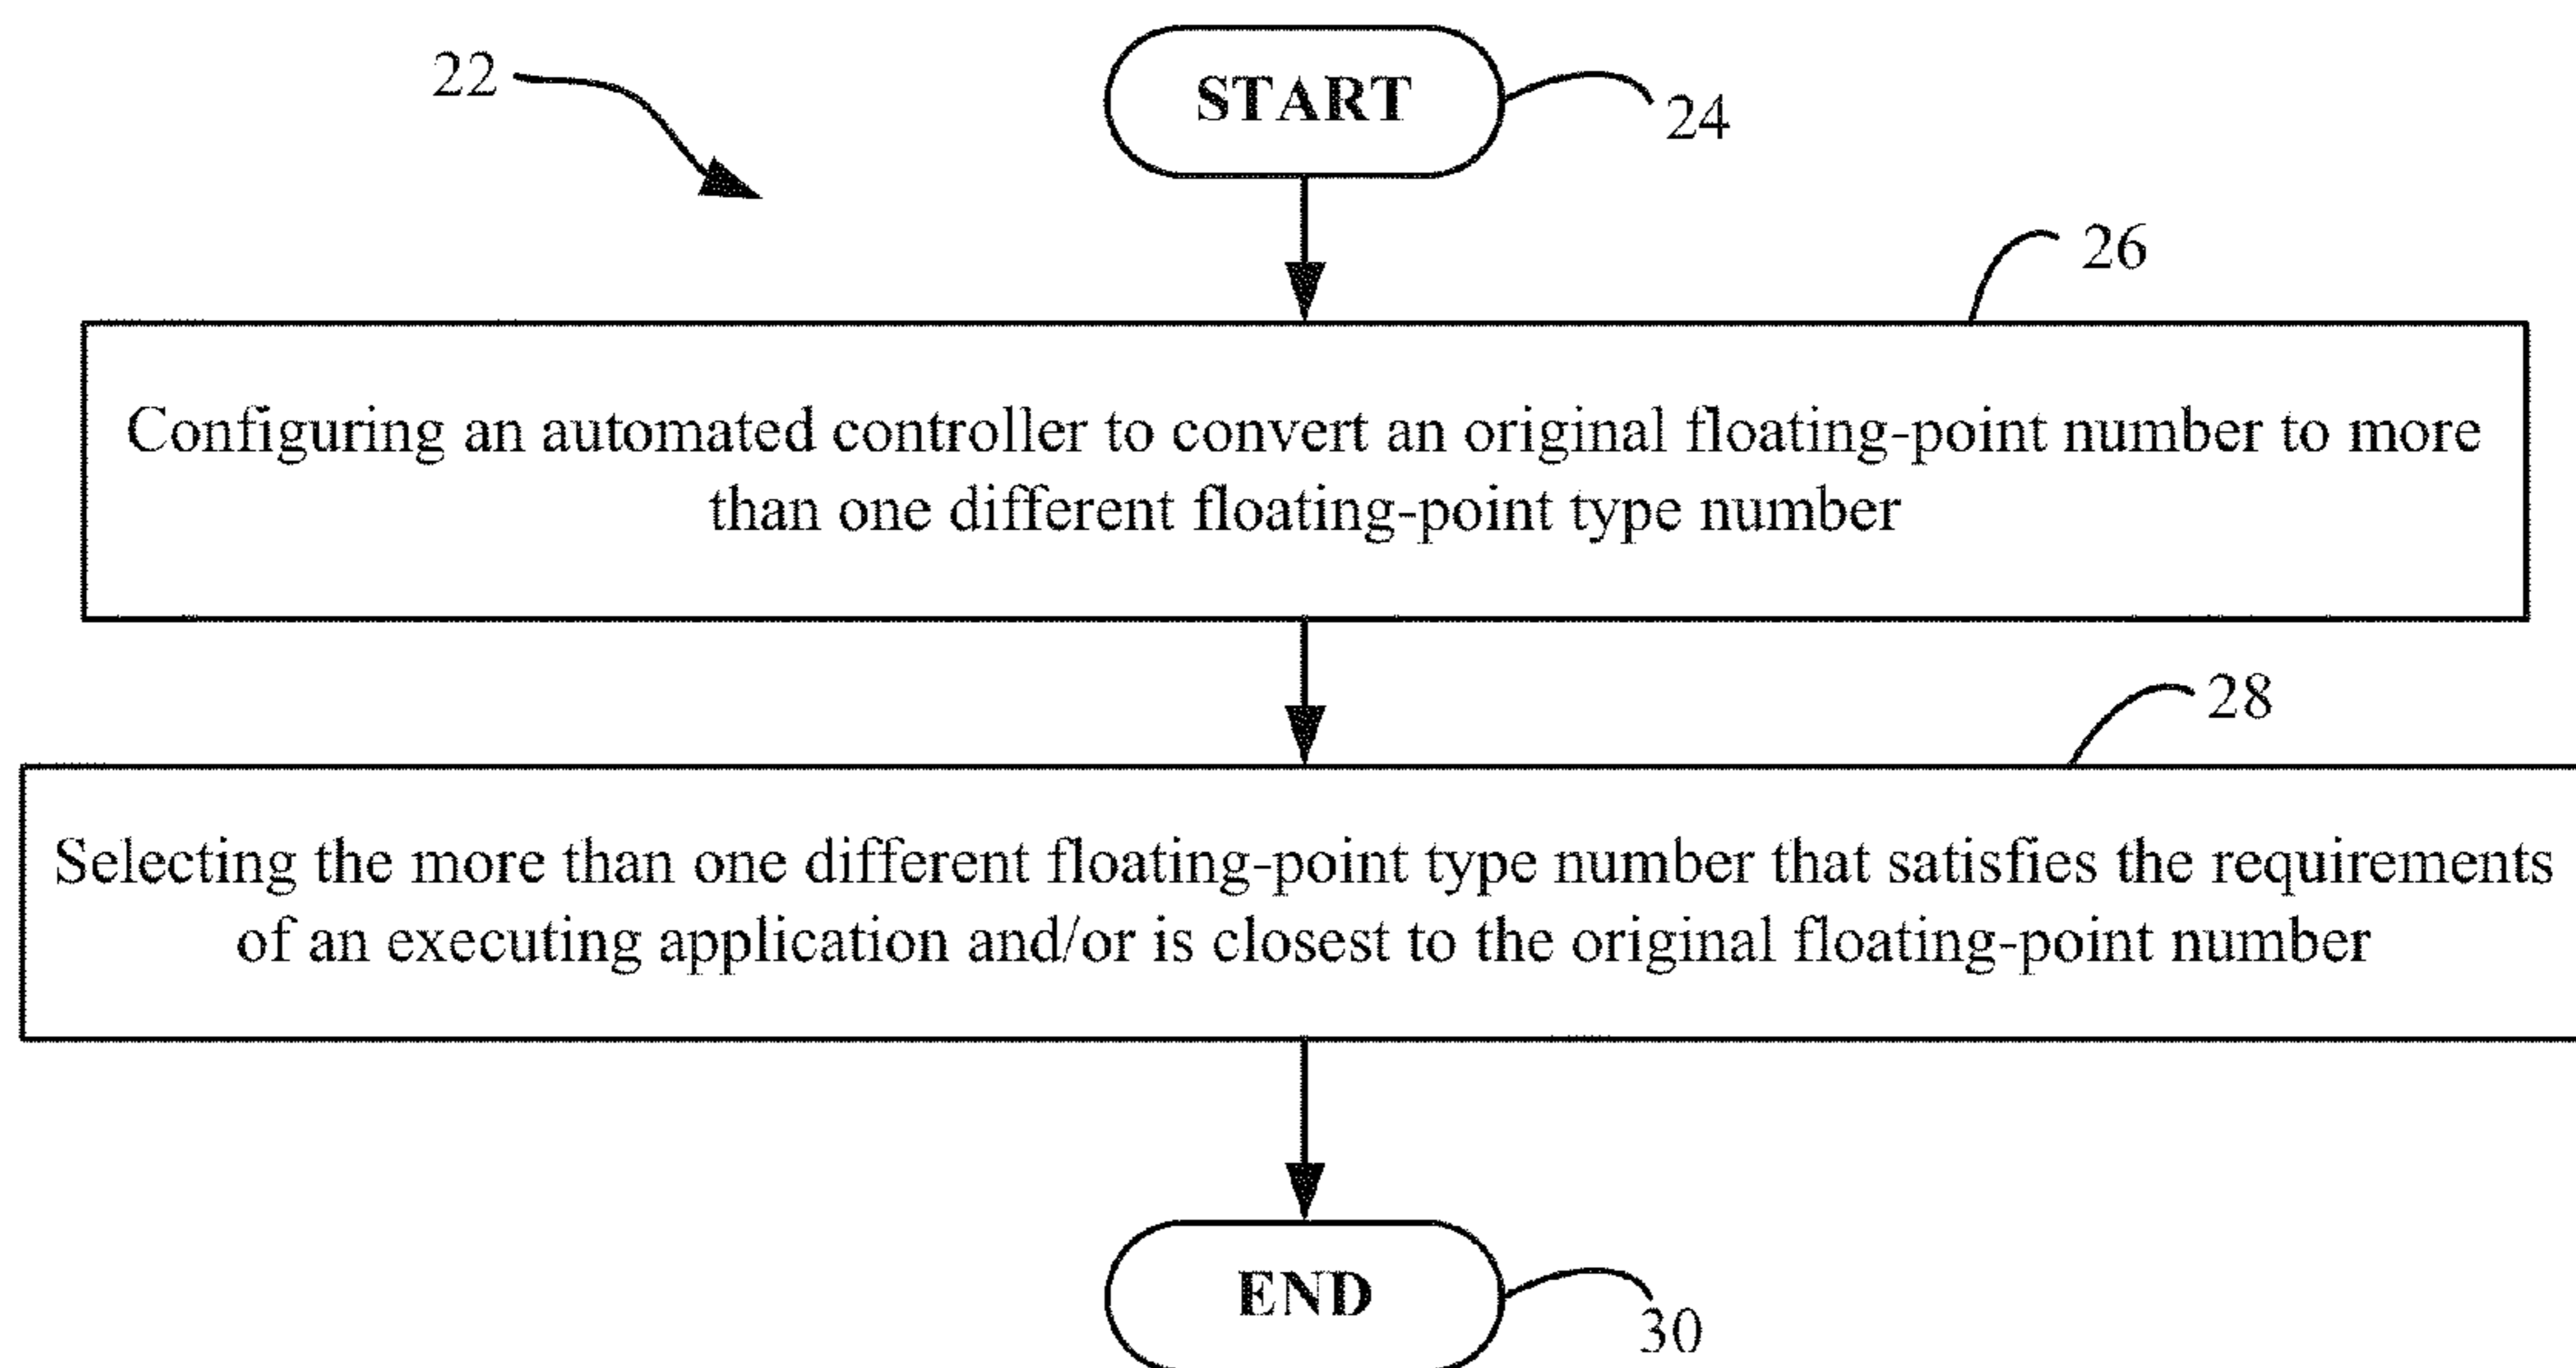 22
START
24
26
Configuring an automated controller to convert an original floating-point number to more
than one different floating-point type number
28
Selecting the more than one different floating-point type number that satisfies the requirements
of an executing application and/or is closest to the original floating-point number
END
30